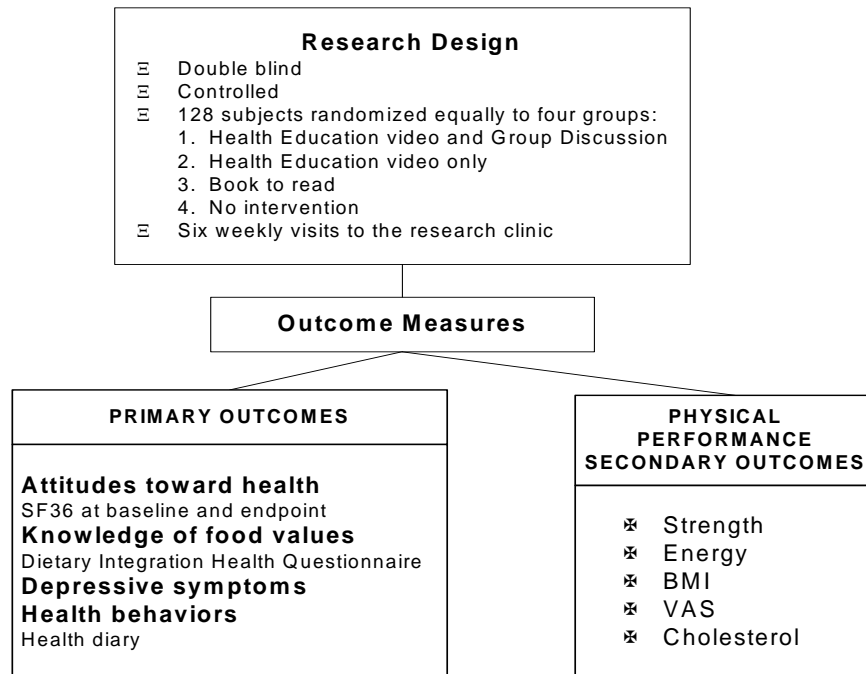 Research Design
Ξ Double blind
Ξ Controlled
Ξ 128 subjects randomized equally to four groups:
1. Health Education video and Group Discussion
2. Health Education video only
3. Book to read
4. No intervention
Ξ Six weekly visits to the research clinic
Outcome Measures
PRIMARY OUTCOMES
Attitudes toward health
SF36 at baseline and endpoint
Knowledge of food values
Dietary Integration Health Questionnaire
Depressive symptoms
Health behaviors
Health diary
PHYSICAL
PERFORMANCE
SECONDARY OUTCOMES
✠ Strength
✠ Energy
✠ BMI
✠ VAS
✠ Cholesterol